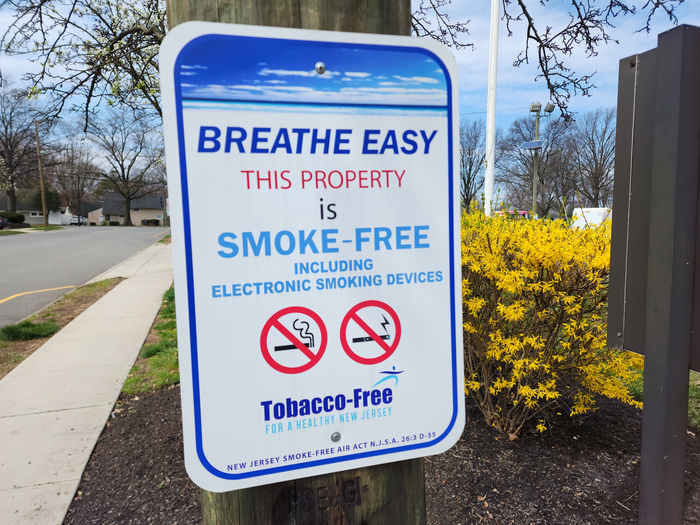 BREATHE EASY
THIS PROPERTY
is
SMOKE-FREE
INCLUDING
ELECTRONIC SMOKING DEVICES
Tobacco-Free
FOR A HEALTHY NEW JERSEY
NEW JERSEY SMOKE-FREE AIR ACT N.J.S.A. 26:3 D-55